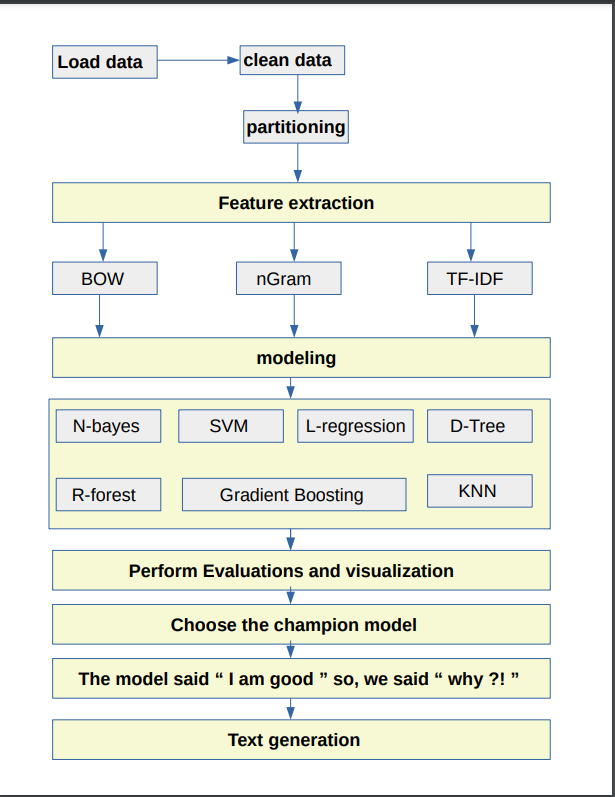 Load data
clean data
partitioning
Feature extraction
BOW
nGram
TF-IDF
modeling
N-bayes
SVM
L-regression
D-Tree
R-forest
Gradient Boosting
KNN
Perform Evaluations and visualization
Choose the champion model
The model said “ I am good ” so, we said “ why ?! ”
Text generation